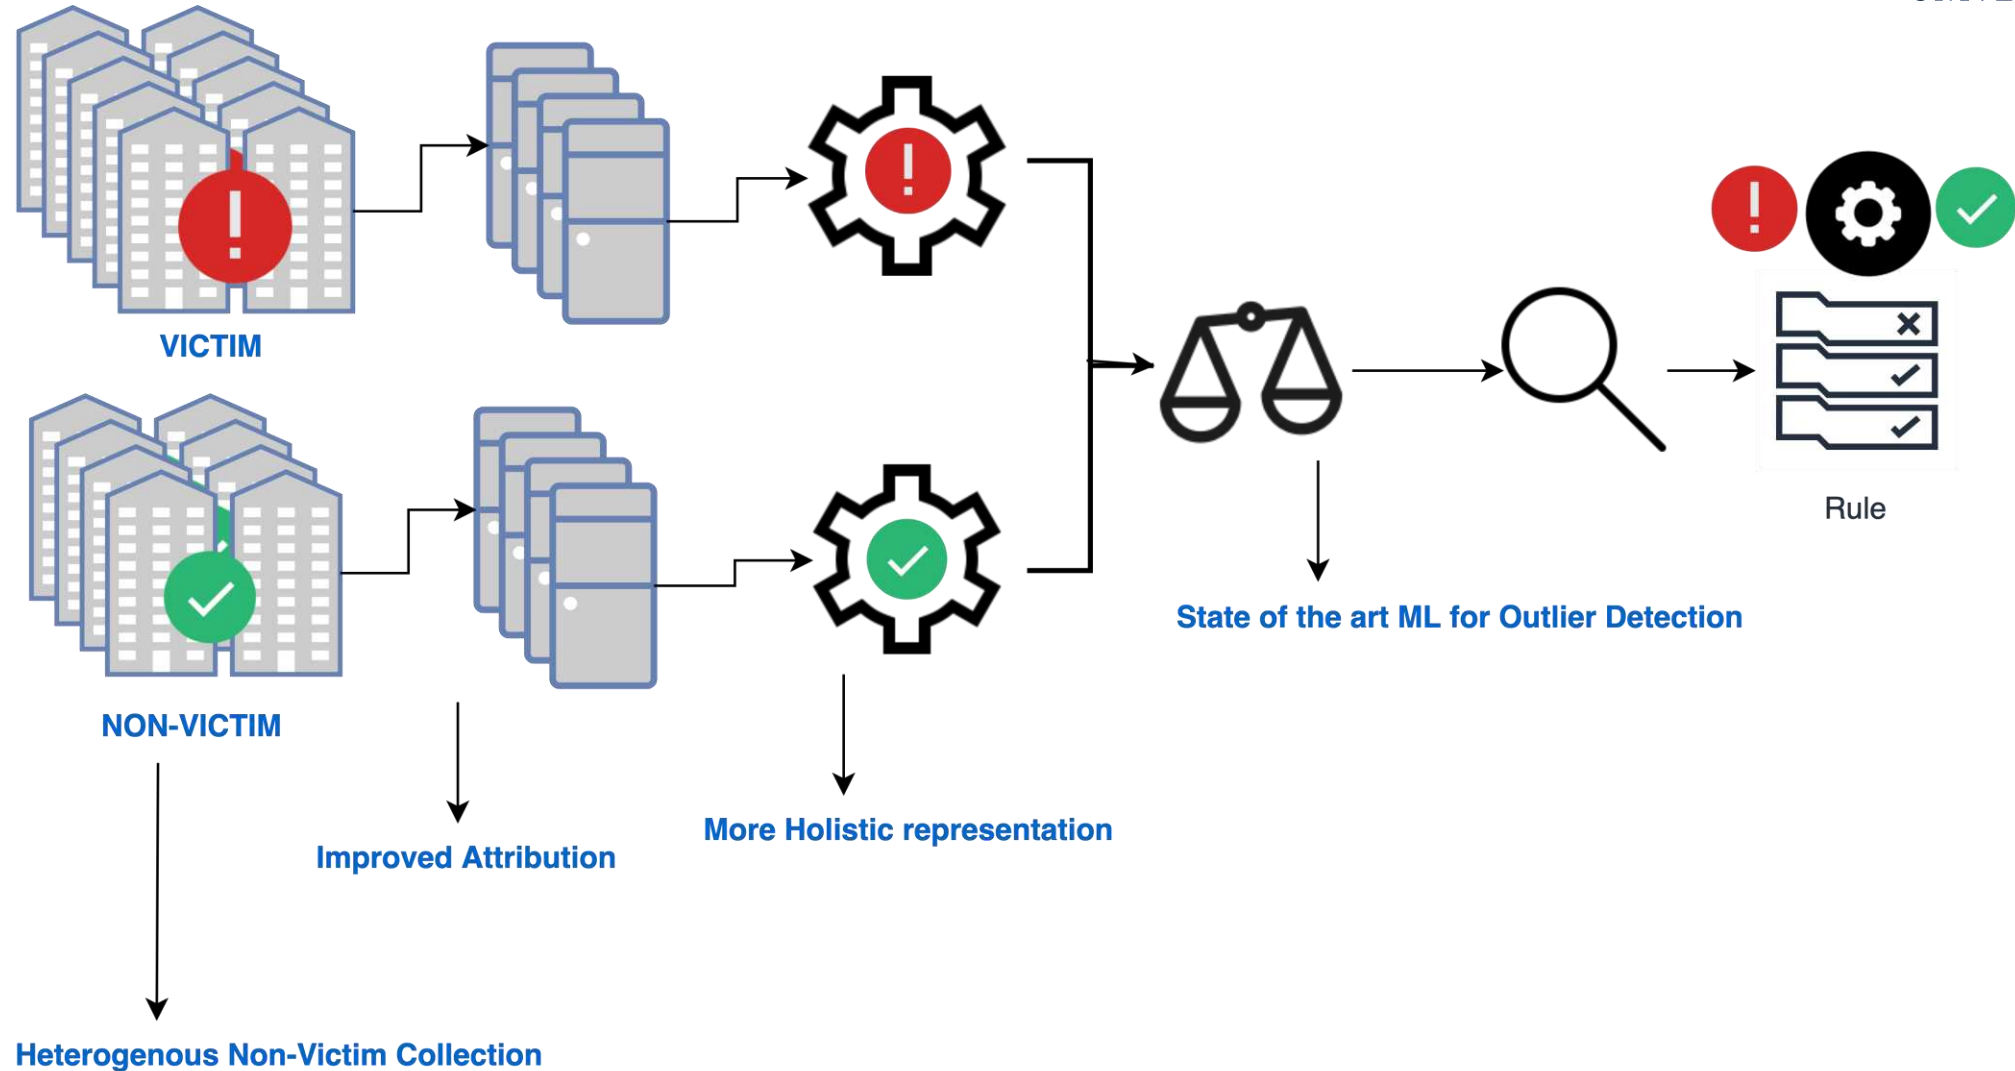 VICTIM
Rule
State of the art ML for Outlier Detection
NON-VICTIM
More Holistic representation
Improved Attribution
Heterogenous Non-Victim Collection